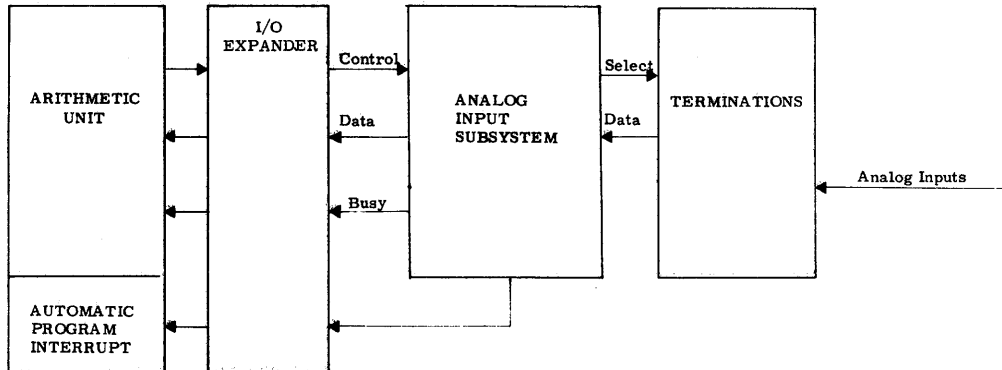 I/O
EXPANDER
Control
Select
ARITHMETIC
UNIT
ANALOG
INPUT
SUBSYSTEM
TERMINATIONS
Data
Data
Analog Inputs
Busy
AUTOMATIC
PROGRAM
INTERRUPT